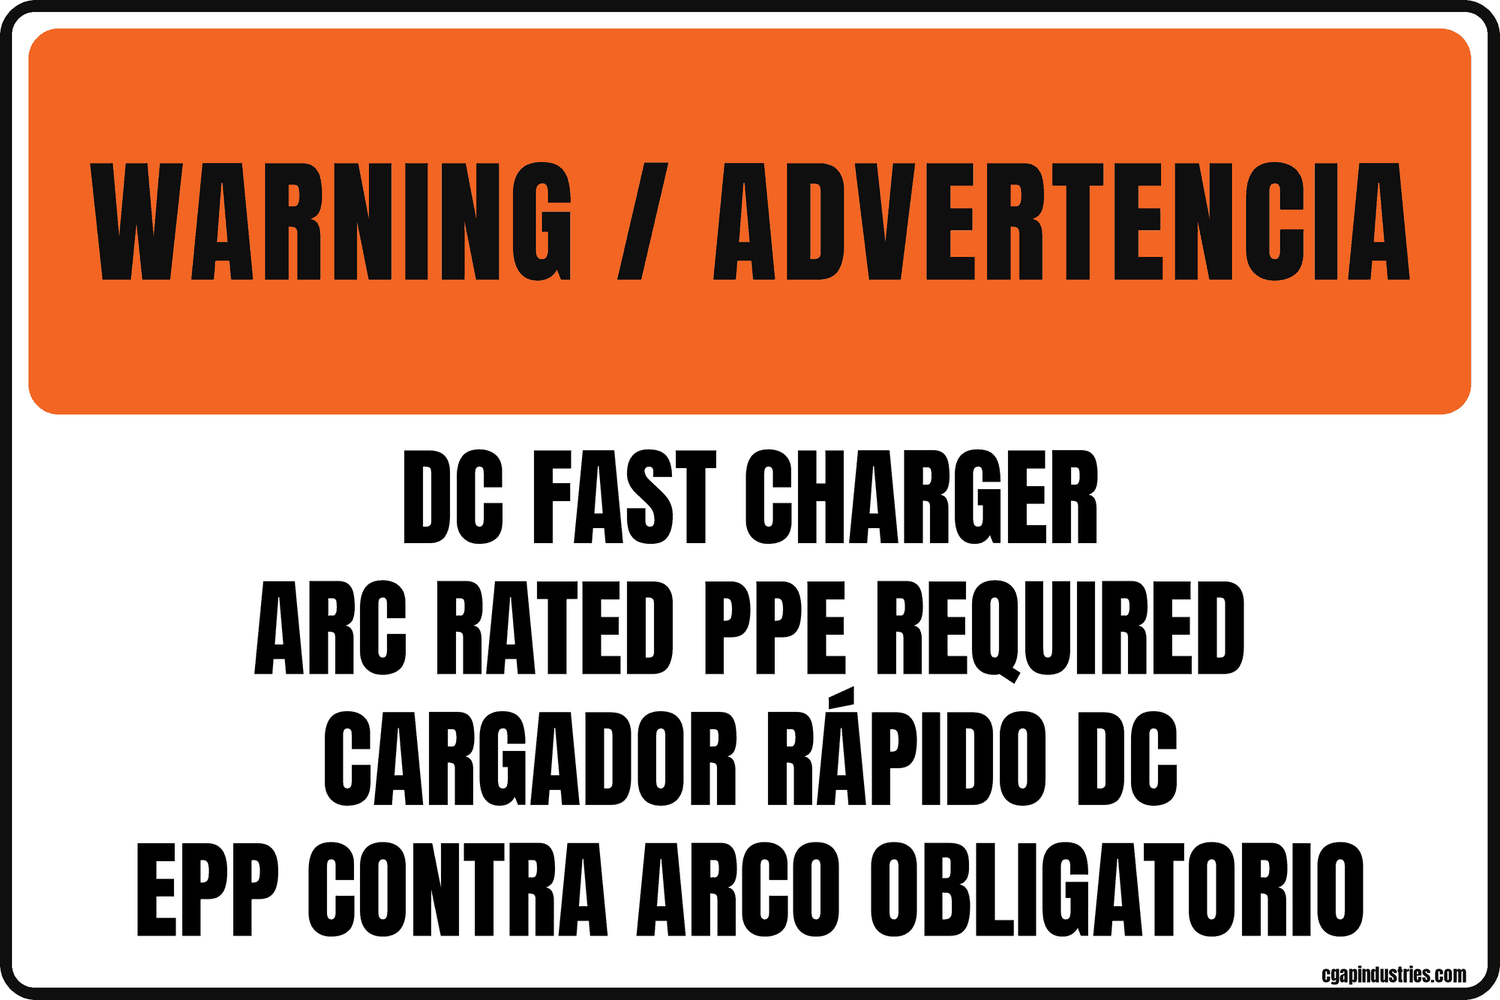 WARNING / ADVERTENCIA
DC FAST CHARGER
ARC RATED PPE REQUIRED
CARGADOR RÁPIDO DC
EPP CONTRA ARCO OBLIGATORIO
cgapindustries.com